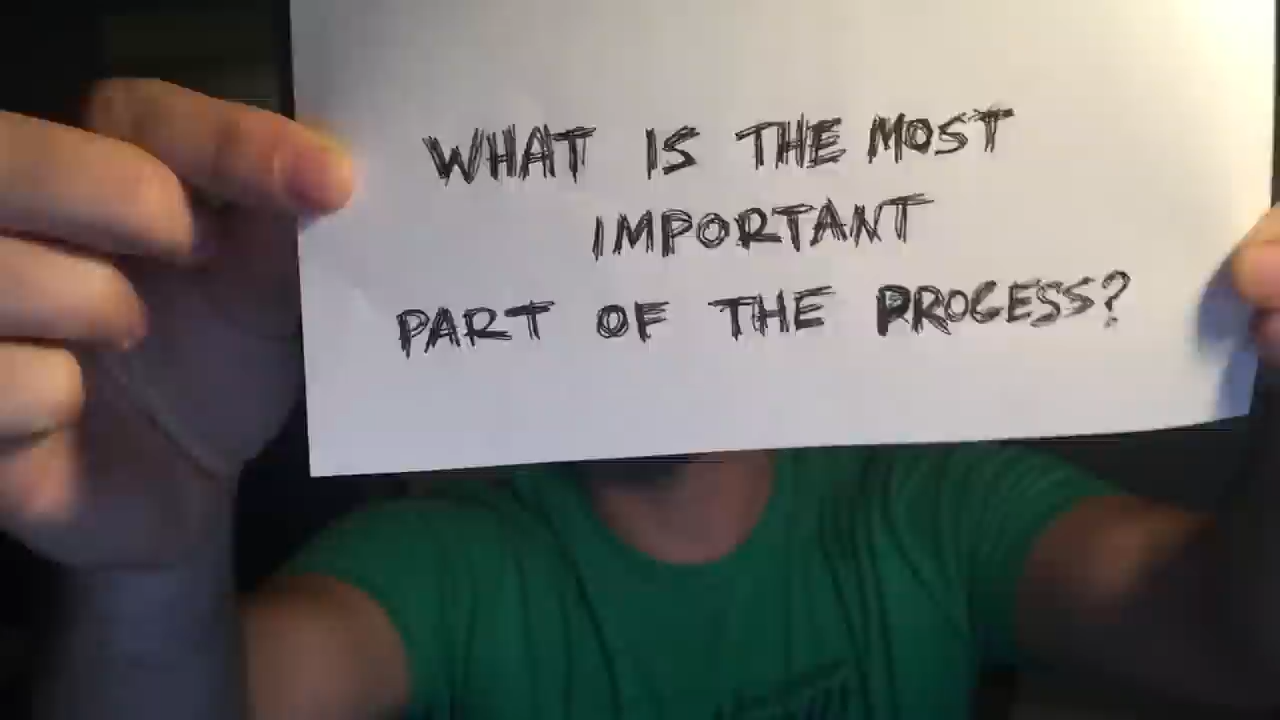 WHAT IS THE MOST
IMPORTANT
PART OF THE PROCESS?